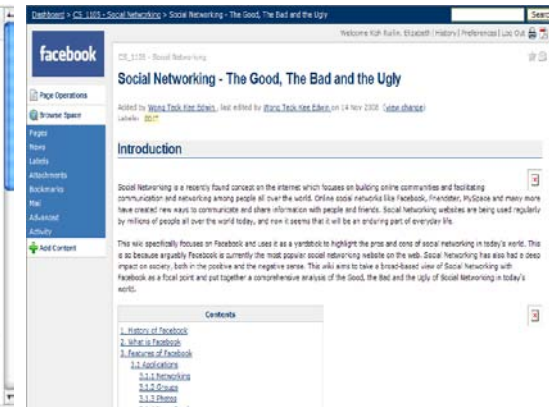 Dashboard > CS_1105 - Social Networking > Social Networking - The Good, The Bad and the Ugly
Sear
Welcome Koh Ruilin, Elizabeth | History | Preferences | Log Out
facebook
CS_1105 - Social Networking
Social Networking - The Good, The Bad and the Ugly
Added by Wong Teck Kee Edwin, last edited by Wong Teck Kee Edwin on 14 Nov 2008 (view change)
Labels: EDIT
Page Operations
Browse Space
Pages
News
Labels
Attachments
Bookmarks
Mail
Advanced
Activity
Add Content
Introduction
Social Networking is a recently found concept on the internet which focuses on building online communities and facilitating
communication and networking among people all over the world. Online social networks like Facebook, Friendster, MySpace and many more
have created new ways to communicate and share information with people and friends. Social Networking websites are being used regularly
by millions of people all over the world today, and now it seems that it will be an enduring part of everyday life.
This wiki specifically focuses on Facebook and uses it as a yardstick to highlight the pros and cons of social networking in today's world. This
is so because arguably Facebook is currently the most popular social networking website on the web. Social Networking has also had a deep
impact on society, both in the positive and the negative sense. This wiki aims to take a broad-based view of Social Networking with
Facebook as a focal point and put together a comprehensive analysis of the Good, the Bad and the Ugly of Social Networking in today's
world.
Contents
1. History of Facebook
2. What is Facebook
3. Features of Facebook
3.1 Applications
3.1.1 Networking
3.1.2 Groups
3.1.3 Photos